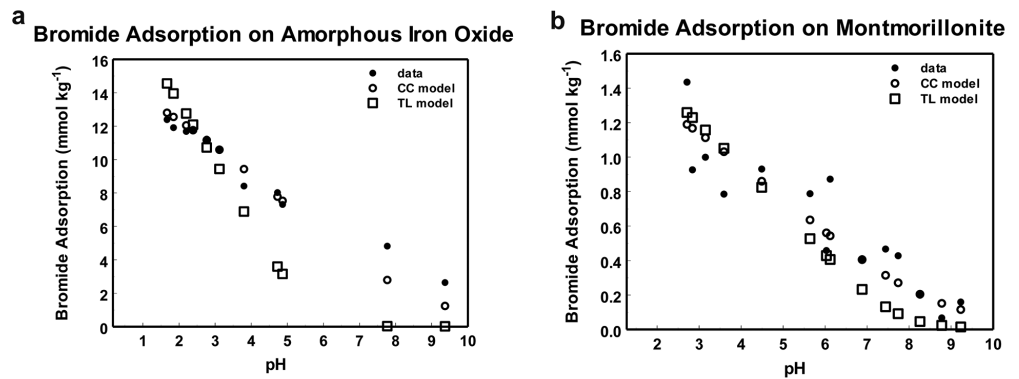 a
Bromide Adsorption on Amorphous Iron Oxide
Bromide Adsorption (mmol kg-1)
16
14
12
10
8
6
4
2
0
data
CC model
TL model
1 2 3 4 5 6 7 8 9 10
pH
b
Bromide Adsorption on Montmorillonite
Bromide Adsorption (mmol kg-1)
1.6
1.4
1.2
1.0
0.8
0.6
0.4
0.2
0.0
data
CC model
TL model
2 3 4 5 6 7 8 9 10
pH